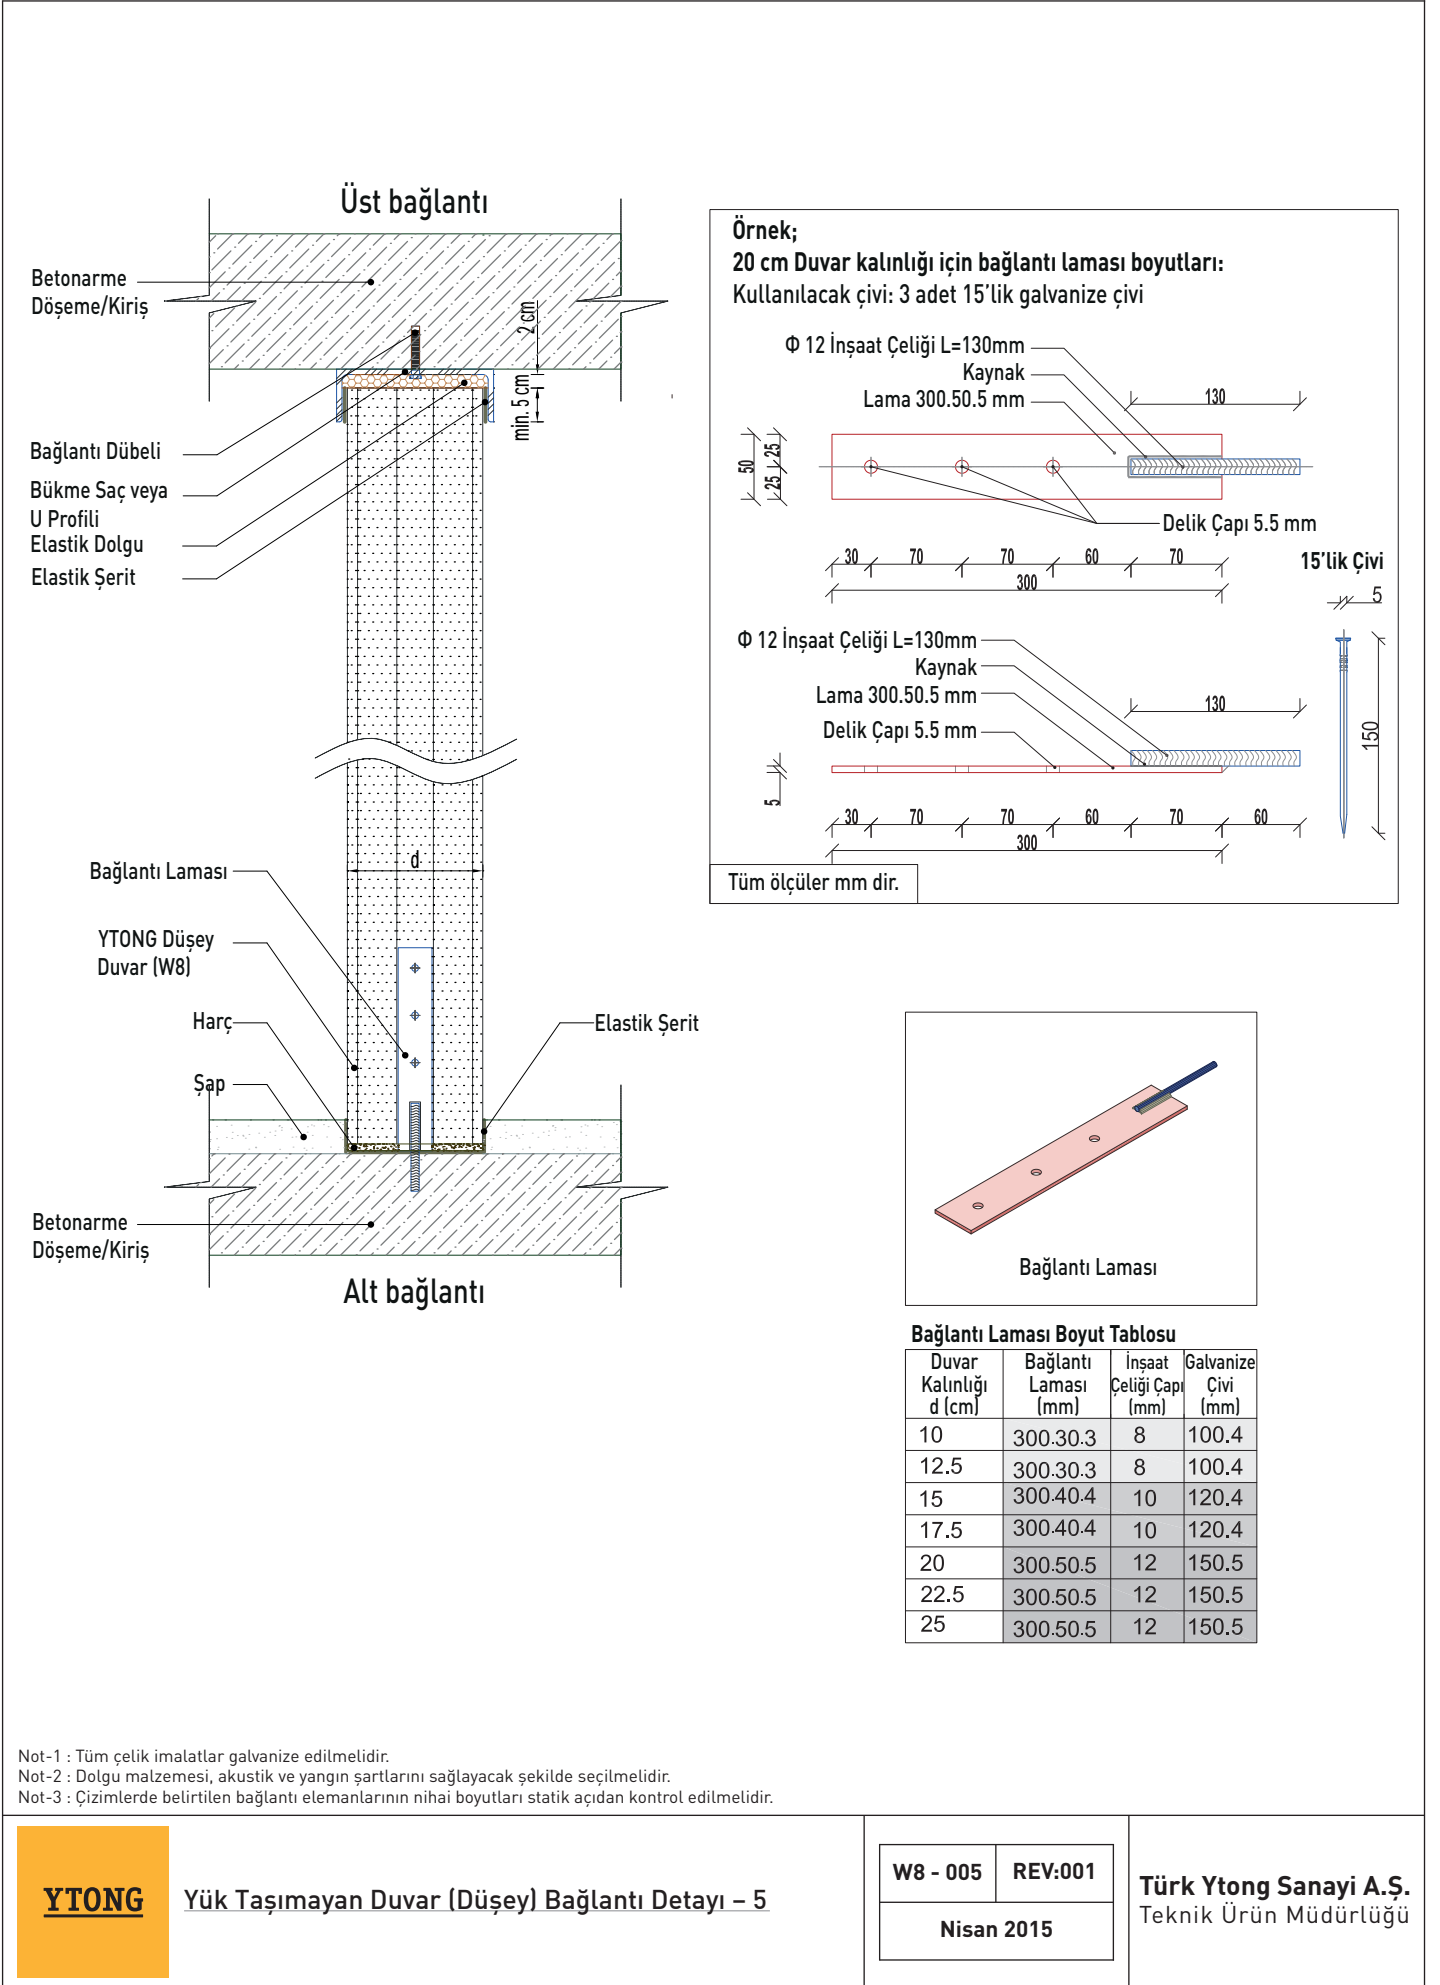 Üst bağlantı
Betonarme
Döşeme/Kiriş
2 cm
min. 5 cm
Bağlantı Dübeli
Bükme Saç veya
U Profili
Elastik Dolgu
Elastik Şerit
d
Bağlantı Laması
YTONG Düşey
Duvar (W8)
Harç
Elastik Şerit
Şap
Betonarme
Döşeme/Kiriş
Alt bağlantı
Örnek;
20 cm Duvar kalınlığı için bağlantı laması boyutları:
Kullanılacak çivi: 3 adet 15'lik galvanize çivi
Φ 12 İnşaat Çeliği L=130mm
Kaynak
Lama 300.50.5 mm
130
50
25
25
Delik Çapı 5.5 mm
30 70 70 60 70
300
15'lik Çivi
5
Φ 12 İnşaat Çeliği L=130mm
Kaynak
Lama 300.50.5 mm
Delik Çapı 5.5 mm
130
150
5
30 70 70 60 70 60
300
Tüm ölçüler mm dir.
Bağlantı Laması
Bağlantı Laması Boyut Tablosu
Duvar Kalınlığı d (cm) Bağlantı Laması (mm) İnşaat Çeliği Çapı (mm) Galvanize Çivi (mm)
10 300.30.3 8 100.4
12.5 300.30.3 8 100.4
15 300.40.4 10 120.4
17.5 300.40.4 10 120.4
20 300.50.5 12 150.5
22.5 300.50.5 12 150.5
25 300.50.5 12 150.5
Not-1 : Tüm çelik imalatlar galvanize edilmelidir.
Not-2 : Dolgu malzemesi, akustik ve yangın şartlarını sağlayacak şekilde seçilmelidir.
Not-3 : Çizimlerde belirtilen bağlantı elemanlarının nihai boyutları statik açıdan kontrol edilmelidir.
YTONG
Yük Taşımayan Duvar (Düşey) Bağlantı Detayı – 5
W8 - 005 REV:001
Nisan 2015
Türk Ytong Sanayi A.Ş.
Teknik Ürün Müdürlüğü